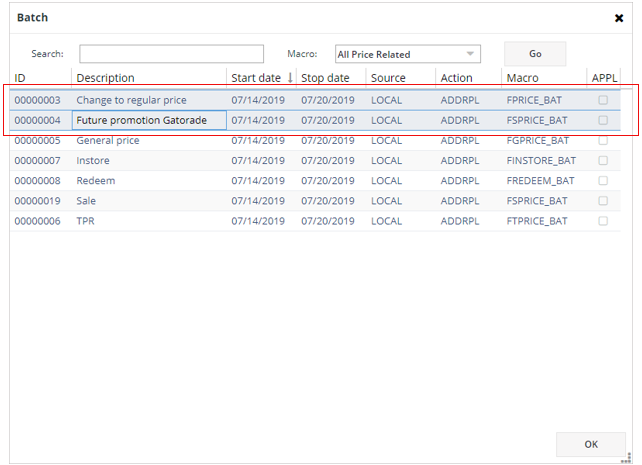 Batch
Search: Macro: All Price Related Go
ID Description Start date Stop date Source Action Macro APPL
00000003 Change to regular price 07/14/2019 07/20/2019 LOCAL ADDRPL FPRICE_BAT
00000004 Future promotion Gatorade 07/14/2019 07/20/2019 LOCAL ADDRPL FSPRICE_BAT
00000005 General price 07/14/2019 07/20/2019 LOCAL ADDRPL FGPRICE_BAT
00000007 Instore 07/14/2019 07/20/2019 LOCAL ADDRPL FINSTORE_BAT
00000008 Redeem 07/14/2019 07/20/2019 LOCAL ADDRPL FREDEEM_BAT
00000019 Sale 07/14/2019 07/20/2019 LOCAL ADDRPL FSPRICE_BAT
00000006 TPR 07/14/2019 07/20/2019 LOCAL ADDRPL FTPRICE_BAT
OK